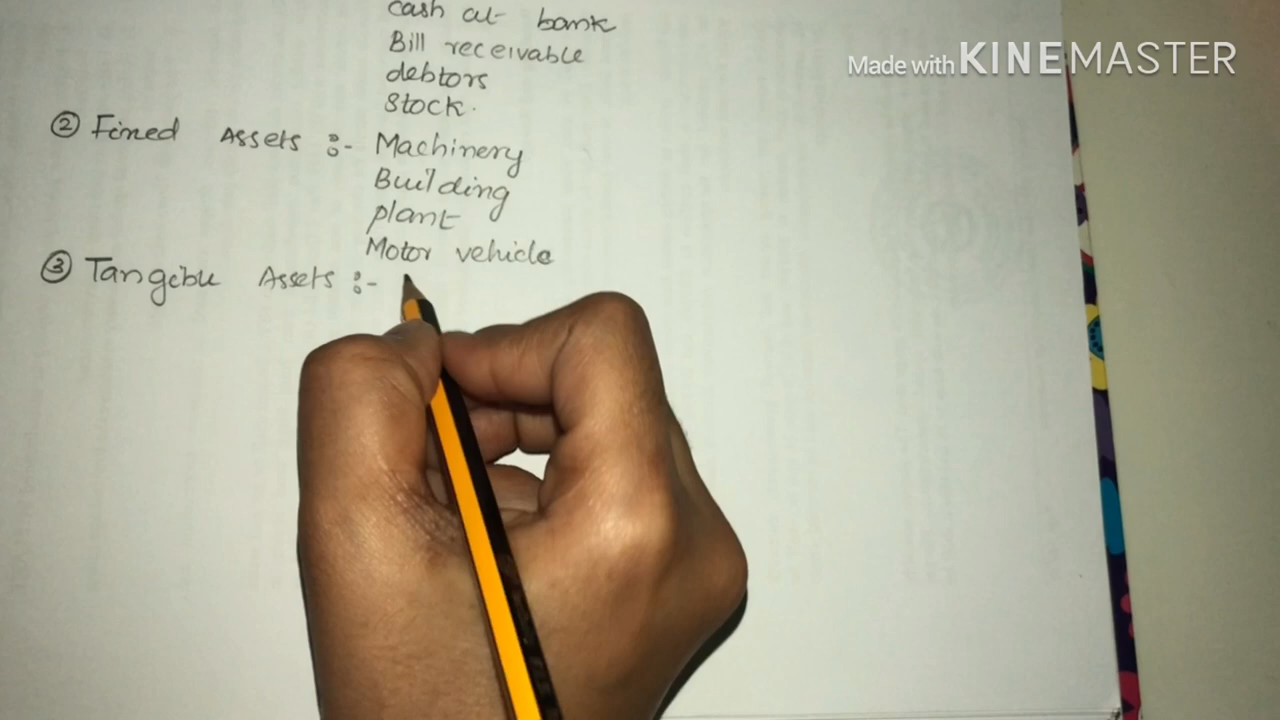 cash at bank
Bill receivable
debtors
Stock.
② Fixed Assets :- Machinery
Building
plant
Motor vehicle
③ Tangible Assets :-
Made with KINEMASTER